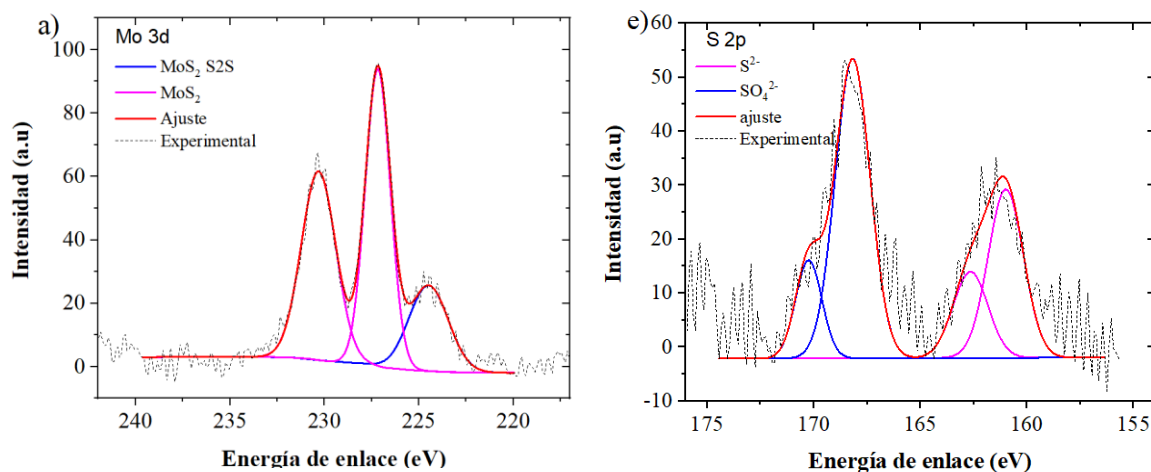 a)
Mo 3d
MoS₂ S2S
MoS₂
Ajuste
Experimental
100
80
60
40
20
0
240 235 230 225 220
Intensidad (a.u)
Energía de enlace (eV)
e)
S 2p
S²⁻
SO₄²⁻
ajuste
Experimental
60
50
40
30
20
10
0
-10
175 170 165 160 155
Intensidad (a.u)
Energía de enlace (eV)